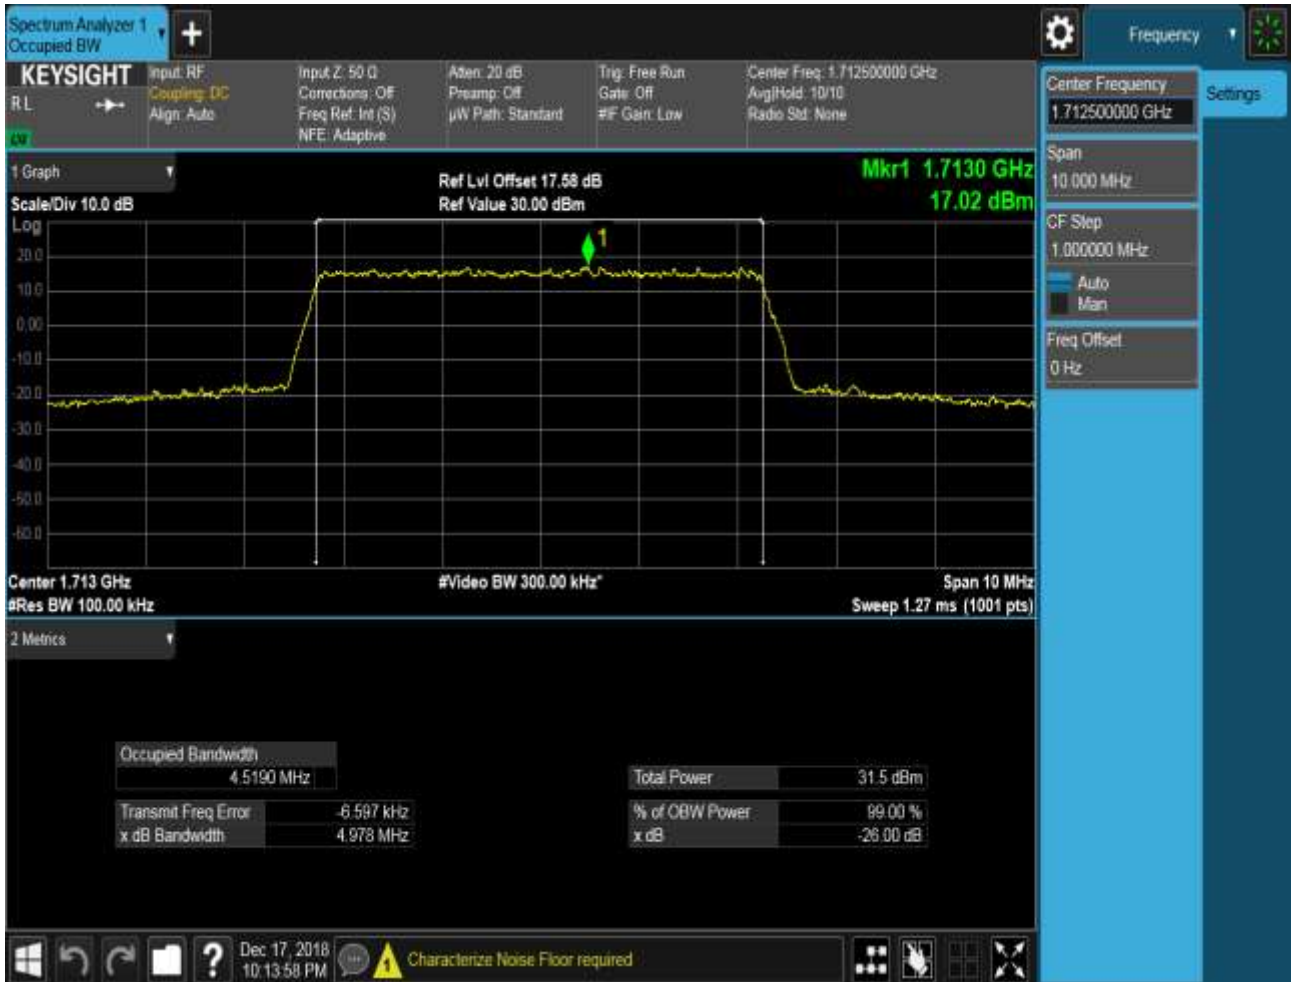 Spectrum Analyzer 1
Occupied BW
Frequency
KEYSIGHT
RL
LXI
Input: RF
Coupling: DC
Align: Auto
Input Z: 50 Ω
Corrections: Off
Freq Ref: Int (S)
NFE: Adaptive
Atten: 20 dB
Preamp: Off
µW Path: Standard
Trig: Free Run
Gate: Off
#IF Gain: Low
Center Freq: 1.712500000 GHz
Avg|Hold: 10/10
Radio Std: None
Center Frequency
1.712500000 GHz
Settings
Span
10.000 MHz
CF Step
1.000000 MHz
Auto
Man
Freq Offset
0 Hz
1 Graph
Scale/Div 10.0 dB
Ref Lvl Offset 17.58 dB
Ref Value 30.00 dBm
Mkr1 1.7130 GHz
17.02 dBm
Log
20.0
10.0
0.00
-10.0
-20.0
-30.0
-40.0
-50.0
-60.0
1
Center 1.713 GHz
#Video BW 300.00 kHz*
Span 10 MHz
#Res BW 100.00 kHz
Sweep 1.27 ms (1001 pts)
2 Metrics
Occupied Bandwidth
4.5190 MHz
Total Power 31.5 dBm
Transmit Freq Error -6.597 kHz
% of OBW Power 99.00 %
x dB Bandwidth 4.978 MHz
x dB -26.00 dB
?
Dec 17, 2018
10:13:58 PM
1
Characterize Noise Floor required